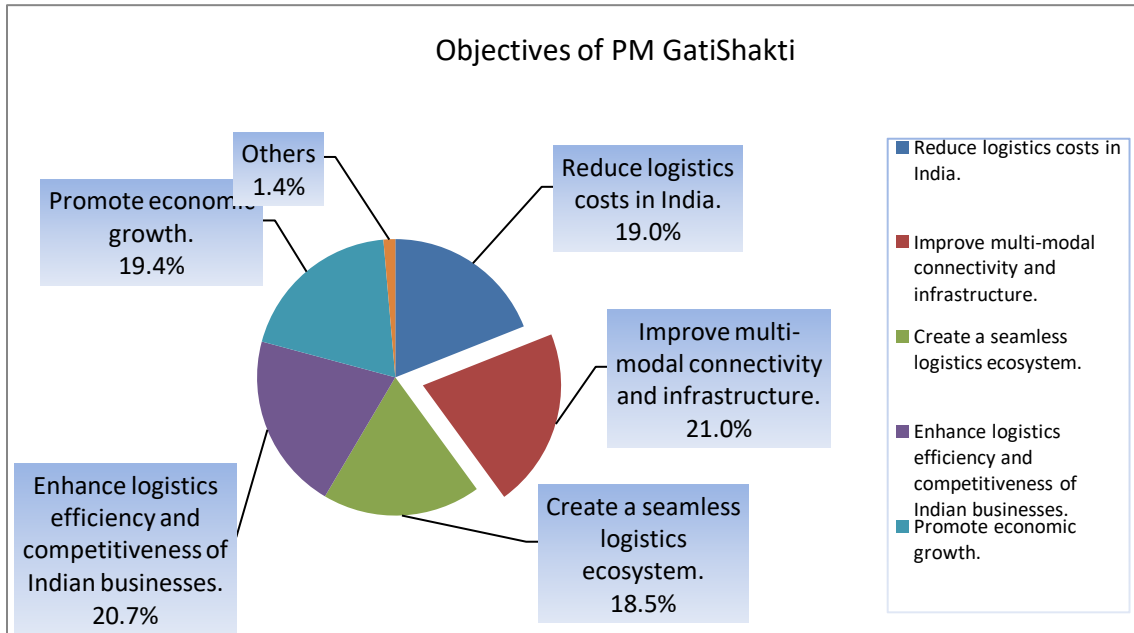 Objectives of PM GatiShakti
Others
1.4%
Reduce logistics
costs in India.
19.0%
Promote economic
growth.
19.4%
Improve multi-
modal connectivity
and infrastructure.
21.0%
Enhance logistics
efficiency and
competitiveness of
Indian businesses.
20.7%
Create a seamless
logistics
ecosystem.
18.5%
Reduce logistics costs in
India.
Improve multi-modal
connectivity and
infrastructure.
Create a seamless
logistics ecosystem.
Enhance logistics
efficiency and
competitiveness of
Indian businesses.
Promote economic
growth.